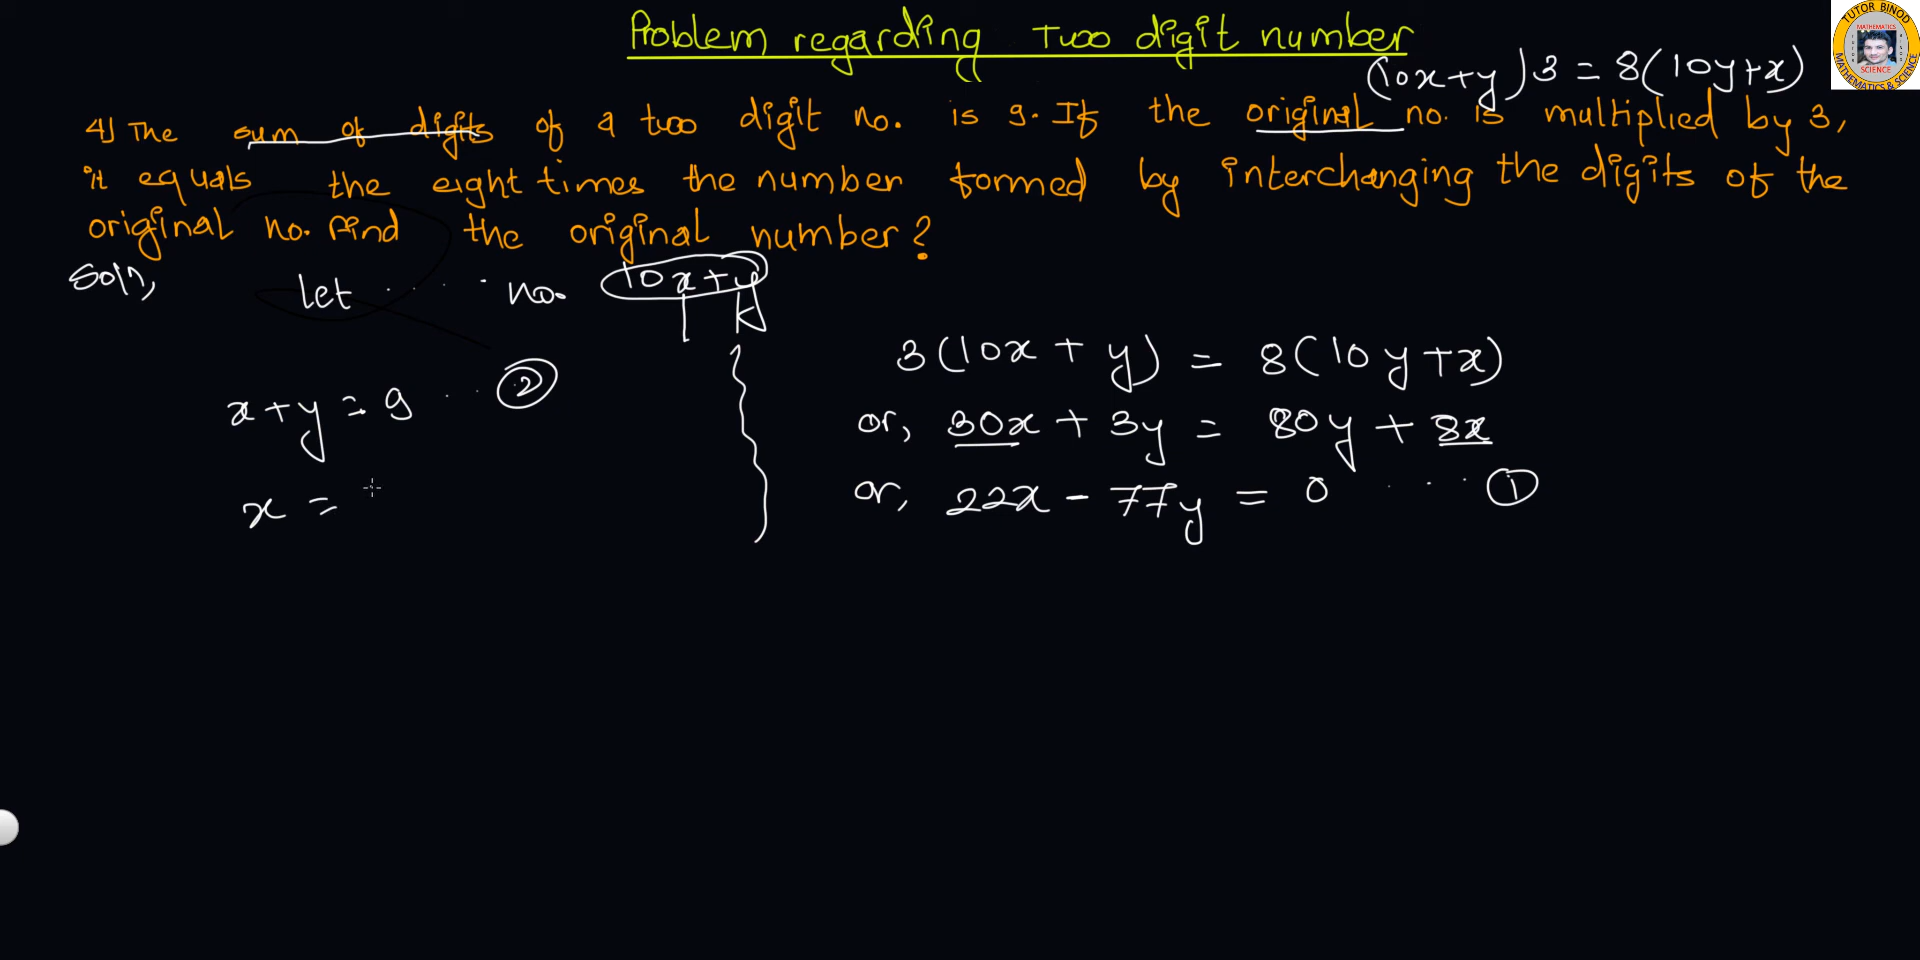 Problem regarding Two digit number
(10x+y)3 = 8(10y+x)
TUTOR BINOD
MATHEMATICS
SCIENCE
MATHEMATICS & SCIENCE
4) The sum of digits of a two digit no. is 9. If the original no. is multiplied by 3,
it equals the eight times the number formed by interchanging the digits of the
original no. find the original number?
Soln,
let ..... no. 10x+y
x+y = 9 .. ②
x =
3(10x + y) = 8(10y+x)
or, 30x + 3y = 80y + 8x
or, 22x - 77y = 0 .... ①